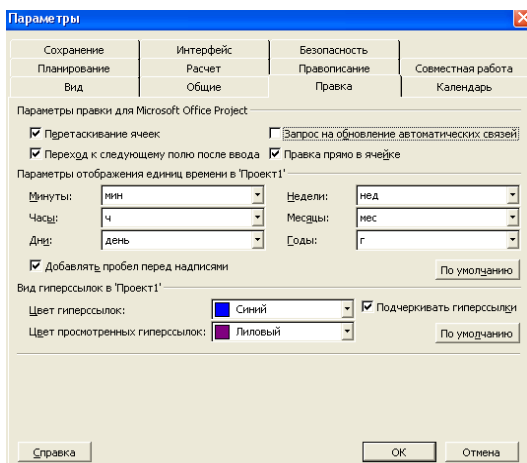 Параметры
Сохранение Интерфейс Безопасность
Планирование Расчет Правописание Совместная работа
Вид Общие Правка Календарь
Параметры правки для Microsoft Office Project
Перетаскивание ячеек Запрос на обновление автоматических связей
Переход к следующему полю после ввода Правка прямо в ячейке
Параметры отображения единиц времени в 'Проект1'
Минуты: мин Недели: нед
Часы: ч Месяцы: мес
Дни: день Годы: г
Добавлять пробел перед надписями По умолчанию
Вид гиперссылок в 'Проект1'
Цвет гиперссылок: Синий Подчеркивать гиперссылки
Цвет просмотренных гиперссылок: Лиловый По умолчанию
Справка ОК Отмена